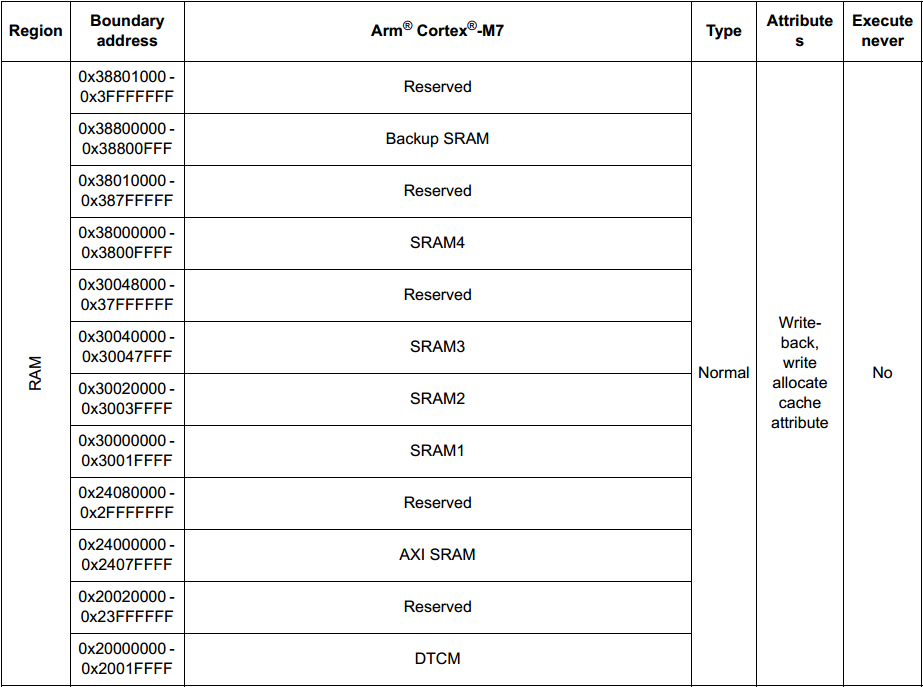 Region Boundary address Arm® Cortex®-M7 Type Attributes Execute never
RAM
0x38801000 -
0x3FFFFFFF
Reserved
0x38800000 -
0x38800FFF
Backup SRAM
0x38010000 -
0x387FFFFF
Reserved
0x38000000 -
0x3800FFFF
SRAM4
0x30048000 -
0x37FFFFFF
Reserved
0x30040000 -
0x30047FFF
SRAM3
0x30020000 -
0x3003FFFF
SRAM2
0x30000000 -
0x3001FFFF
SRAM1
0x24080000 -
0x2FFFFFFF
Reserved
0x24000000 -
0x2407FFFF
AXI SRAM
0x20020000 -
0x23FFFFFF
Reserved
0x20000000 -
0x2001FFFF
DTCM
Normal
Write-
back,
write
allocate
cache
attribute
No